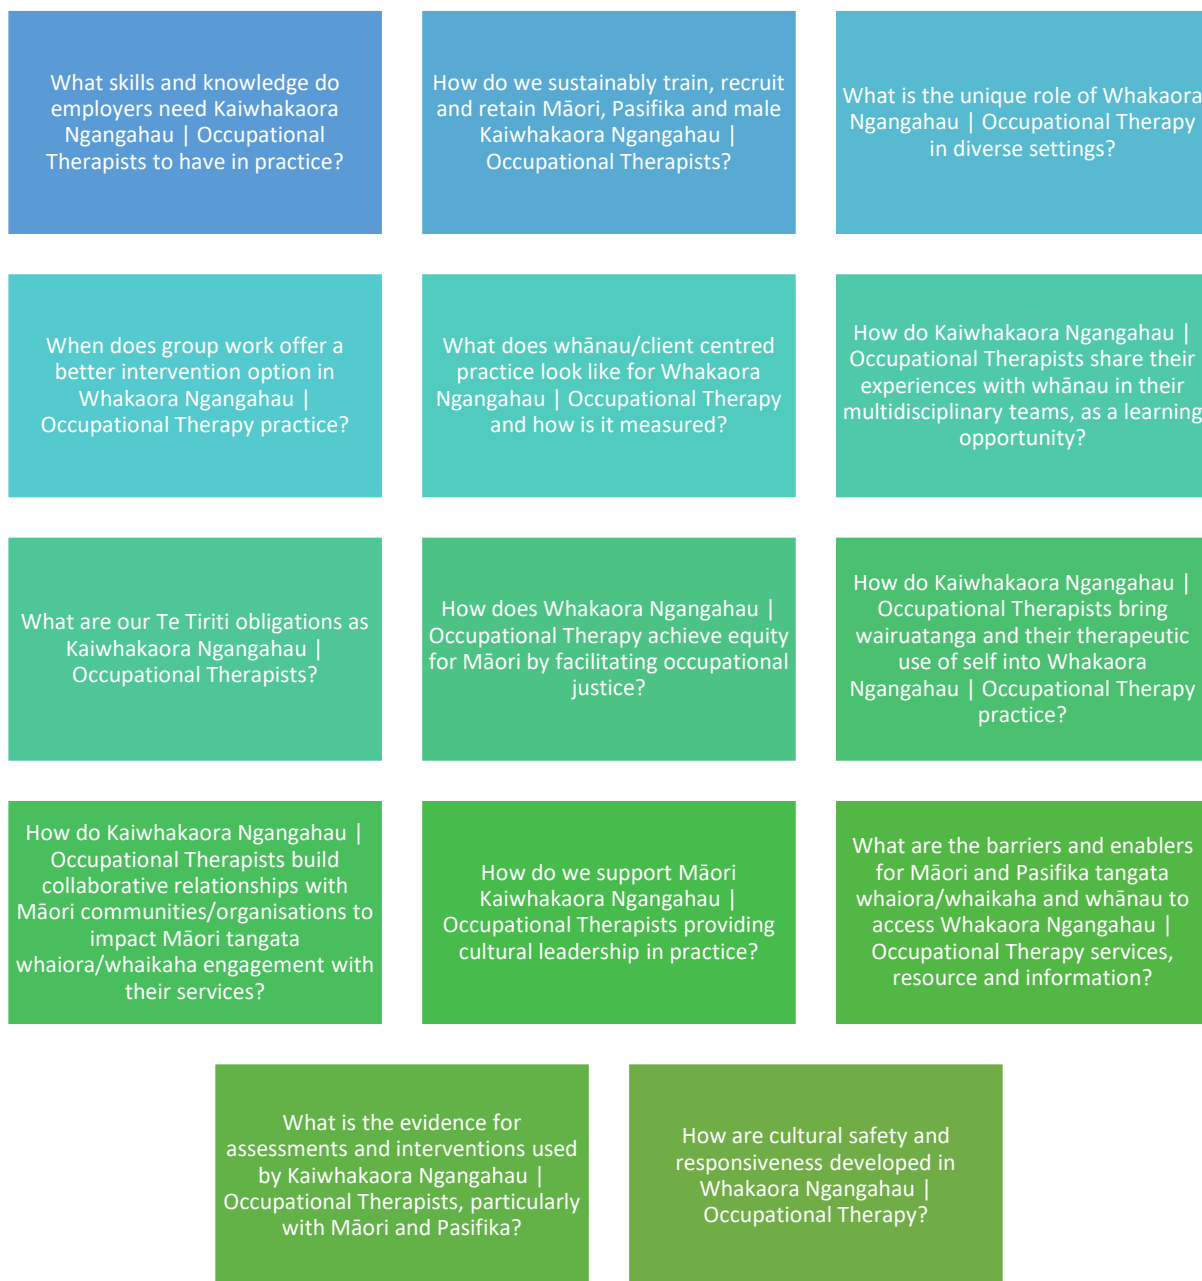 What skills and knowledge do
employers need Kaiwhakaora
Ngangahau | Occupational
Therapists to have in practice?
How do we sustainably train, recruit
and retain Māori, Pasifika and male
Kaiwhakaora Ngangahau |
Occupational Therapists?
What is the unique role of Whakaora
Ngangahau | Occupational Therapy
in diverse settings?
When does group work offer a
better intervention option in
Whakaora Ngangahau |
Occupational Therapy practice?
What does whānau/client centred
practice look like for Whakaora
Ngangahau | Occupational Therapy
and how is it measured?
How do Kaiwhakaora Ngangahau |
Occupational Therapists share their
experiences with whānau in their
multidisciplinary teams, as a learning
opportunity?
What are our Te Tiriti obligations as
Kaiwhakaora Ngangahau |
Occupational Therapists?
How does Whakaora Ngangahau |
Occupational Therapy achieve equity
for Māori by facilitating occupational
justice?
How do Kaiwhakaora Ngangahau |
Occupational Therapists bring
wairuatanga and their therapeutic
use of self into Whakaora
Ngangahau | Occupational Therapy
practice?
How do Kaiwhakaora Ngangahau |
Occupational Therapists build
collaborative relationships with
Māori communities/organisations to
impact Māori tangata
whaiora/whaikaha engagement with
their services?
How do we support Māori
Kaiwhakaora Ngangahau |
Occupational Therapists providing
cultural leadership in practice?
What are the barriers and enablers
for Māori and Pasifika tangata
whaiora/whaikaha and whānau to
access Whakaora Ngangahau |
Occupational Therapy services,
resource and information?
What is the evidence for
assessments and interventions used
by Kaiwhakaora Ngangahau |
Occupational Therapists, particularly
with Māori and Pasifika?
How are cultural safety and
responsiveness developed in
Whakaora Ngangahau |
Occupational Therapy?